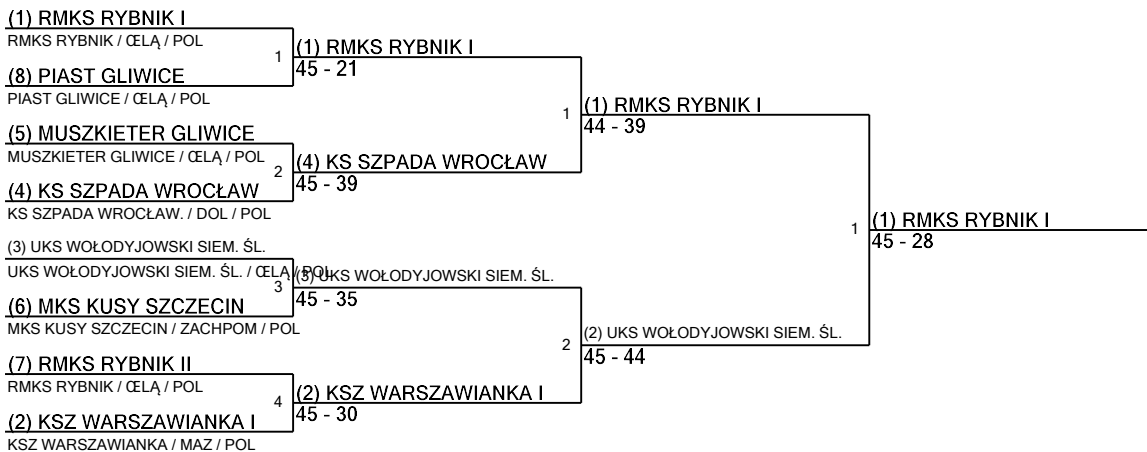 (1) RMKS RYBNIK I
RMKS RYBNIK / ŒLĄ / POL
1
(1) RMKS RYBNIK I
45 - 21
(8) PIAST GLIWICE
PIAST GLIWICE / ŒLĄ / POL
1
(1) RMKS RYBNIK I
44 - 39
(5) MUSZKIETER GLIWICE
MUSZKIETER GLIWICE / ŒLĄ / POL
2
(4) KS SZPADA WROCŁAW
45 - 39
(4) KS SZPADA WROCŁAW
KS SZPADA WROCŁAW. / DOL / POL
1
(1) RMKS RYBNIK I
45 - 28
(3) UKS WOŁODYJOWSKI SIEM. ŚL.
UKS WOŁODYJOWSKI SIEM. ŚL. / ŒLĄ / POL
3
(3) UKS WOŁODYJOWSKI SIEM. ŚL.
45 - 35
(6) MKS KUSY SZCZECIN
MKS KUSY SZCZECIN / ZACHPOM / POL
2
(2) UKS WOŁODYJOWSKI SIEM. ŚL.
45 - 44
(7) RMKS RYBNIK II
RMKS RYBNIK / ŒLĄ / POL
4
(2) KSZ WARSZAWIANKA I
45 - 30
(2) KSZ WARSZAWIANKA I
KSZ WARSZAWIANKA / MAZ / POL